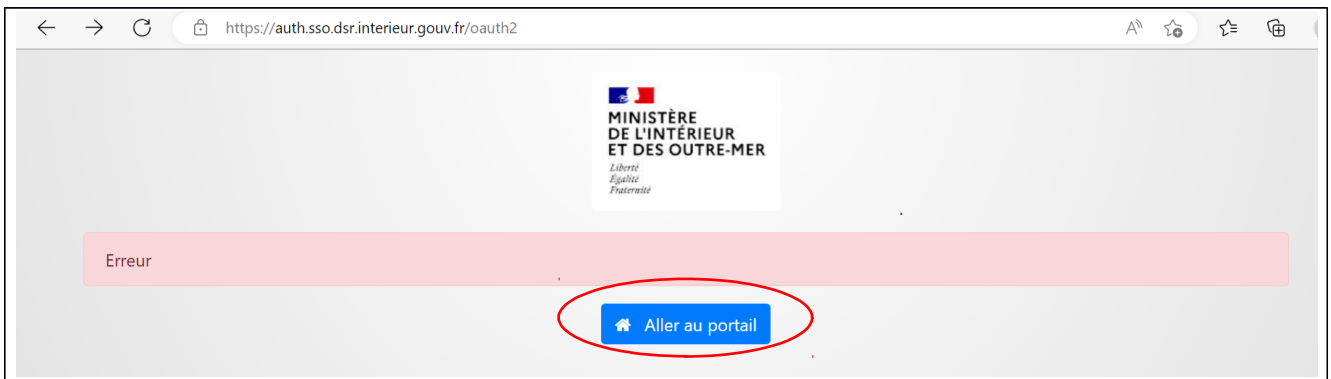 https://auth.sso.dsr.interieur.gouv.fr/oauth2
MINISTÈRE
DE L'INTÉRIEUR
ET DES OUTRE-MER
Liberté
Égalité
Fraternité
Erreur
Aller au portail